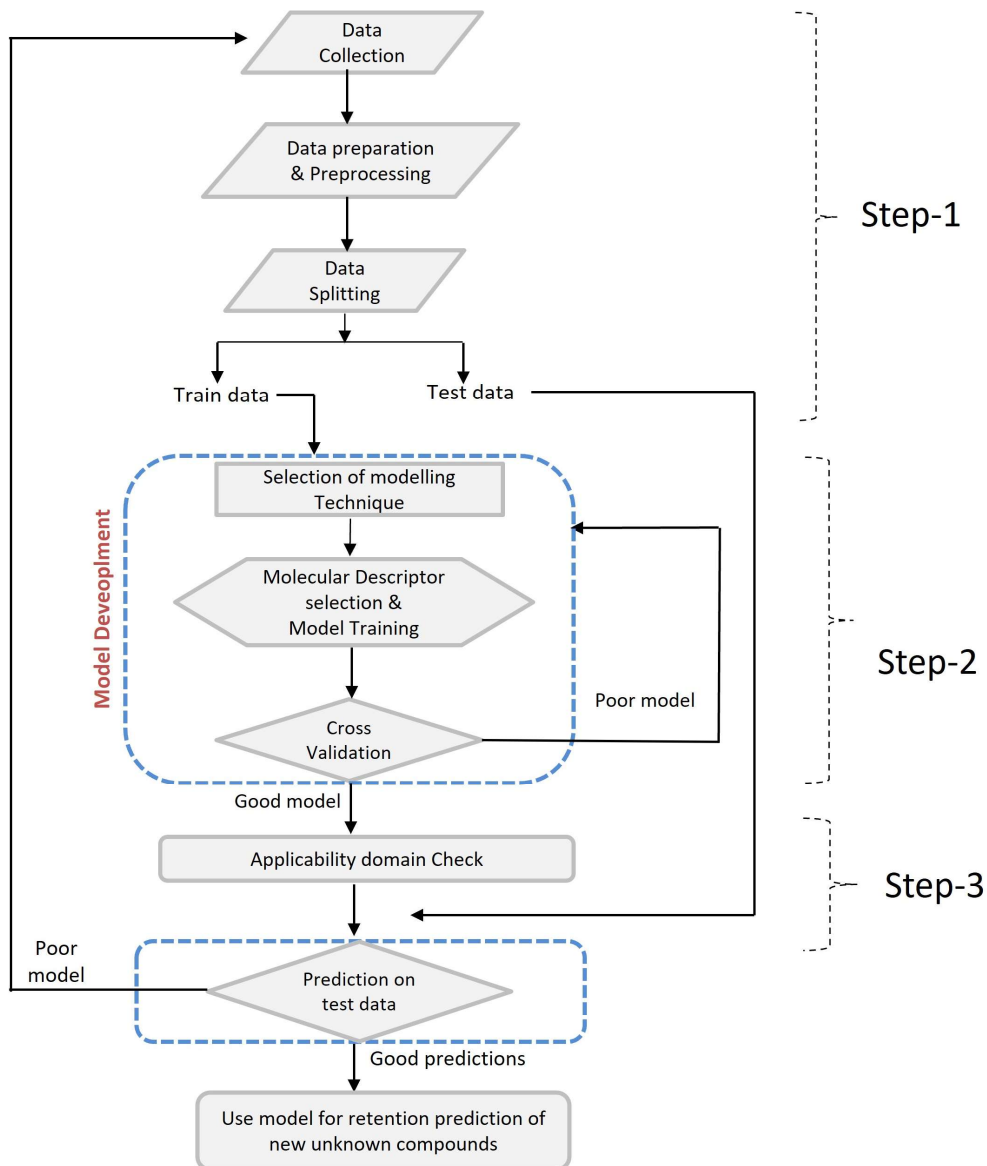 Data
Collection
Data preparation
& Preprocessing
Step-1
Data
Splitting
Train data
Test data
Selection of modelling
Technique
Model Deveoplment
Molecular Descriptor
selection &
Model Training
Step-2
Poor model
Cross
Validation
Good model
Applicability domain Check
Step-3
Poor
model
Prediction on
test data
Good predictions
Use model for retention prediction of
new unknown compounds